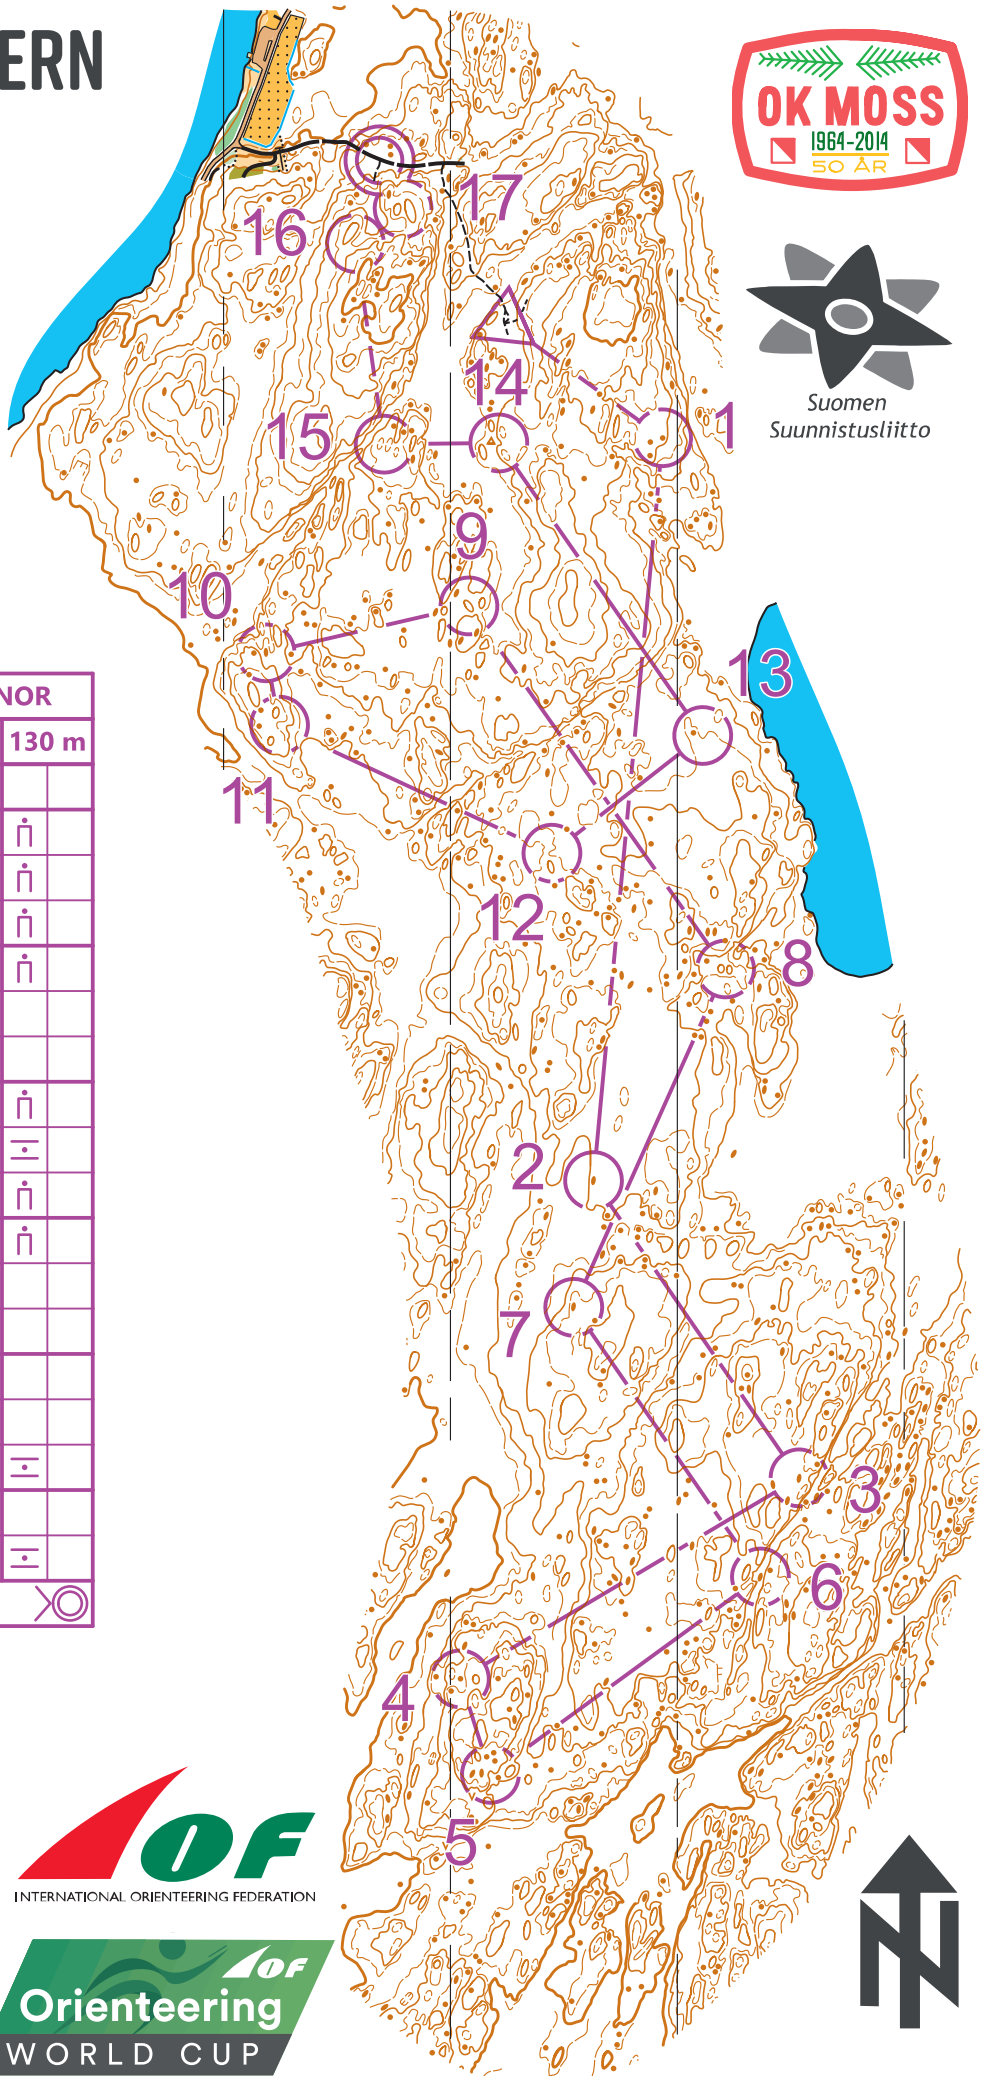 ERN
OK MOSS
1964-2014
50 ÅR
17
16
Suomen
Suunnistusliitto
14
1
15
9
10
13
NOR
130 m
11
12
8
2
7
3
6
4
5
IOF
INTERNATIONAL ORIENTEERING FEDERATION
IOF
Orienteering
WORLD CUP
N